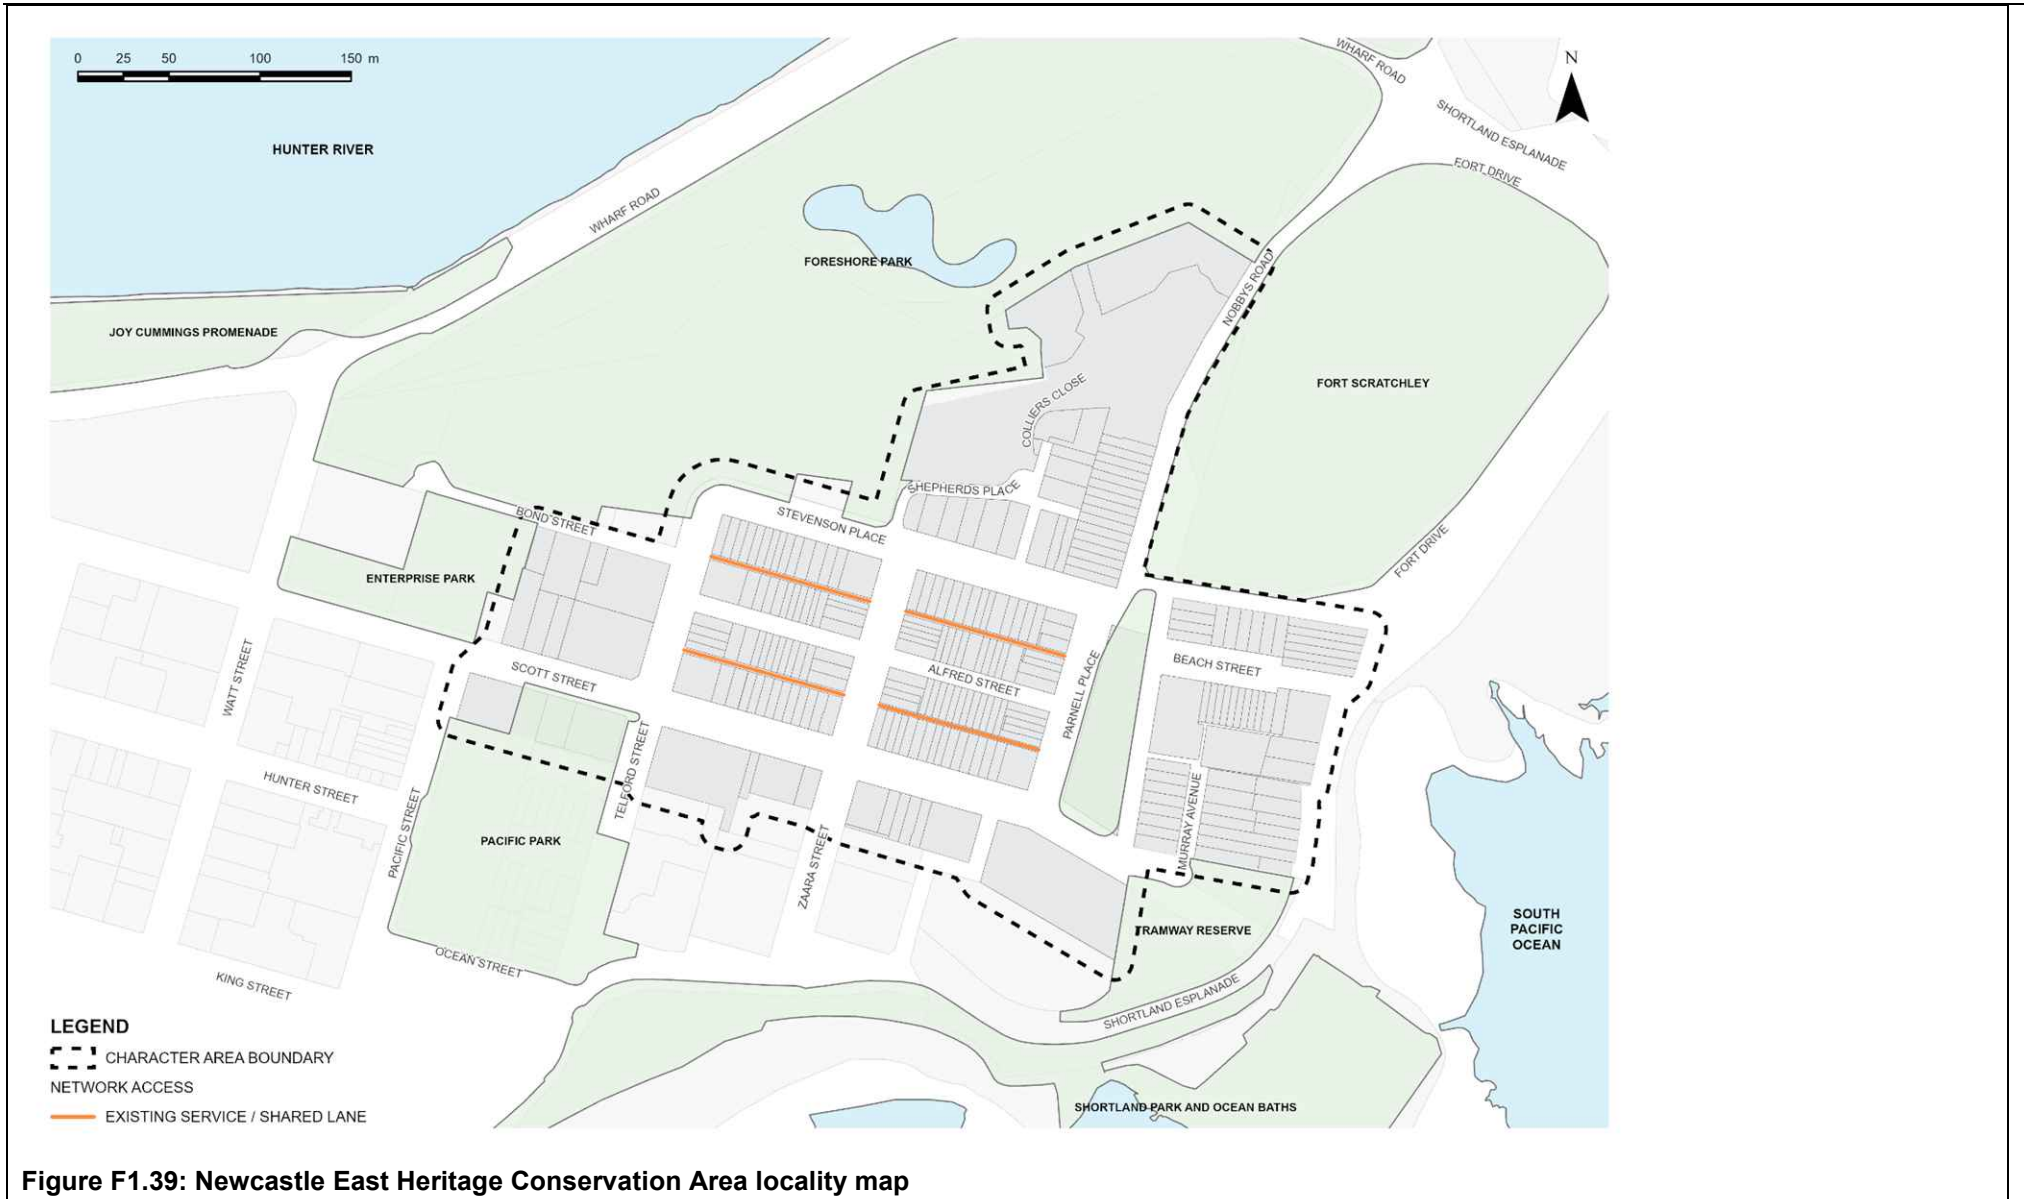 0 25 50 100 150 m
N
WHARF ROAD
SHORTLAND ESPLANADE
FORT DRIVE
HUNTER RIVER
WHARF ROAD
FORESHORE PARK
NOBBYS ROAD
JOY CUMMINGS PROMENADE
FORT SCRATCHLEY
COLLIERS CLOSE
SHEPHERDS PLACE
BOND STREET
STEVENSON PLACE
FORT DRIVE
ENTERPRISE PARK
WATT STREET
SCOTT STREET
ALFRED STREET
PARNELL PLACE
BEACH STREET
TELFORD STREET
HUNTER STREET
PACIFIC STREET
PACIFIC PARK
ZAARA STREET
MURRAY AVENUE
TRAMWAY RESERVE
SOUTH
PACIFIC
OCEAN
OCEAN STREET
KING STREET
SHORTLAND ESPLANADE
SHORTLAND PARK AND OCEAN BATHS
LEGEND
CHARACTER AREA BOUNDARY
NETWORK ACCESS
EXISTING SERVICE / SHARED LANE
Figure F1.39: Newcastle East Heritage Conservation Area locality map